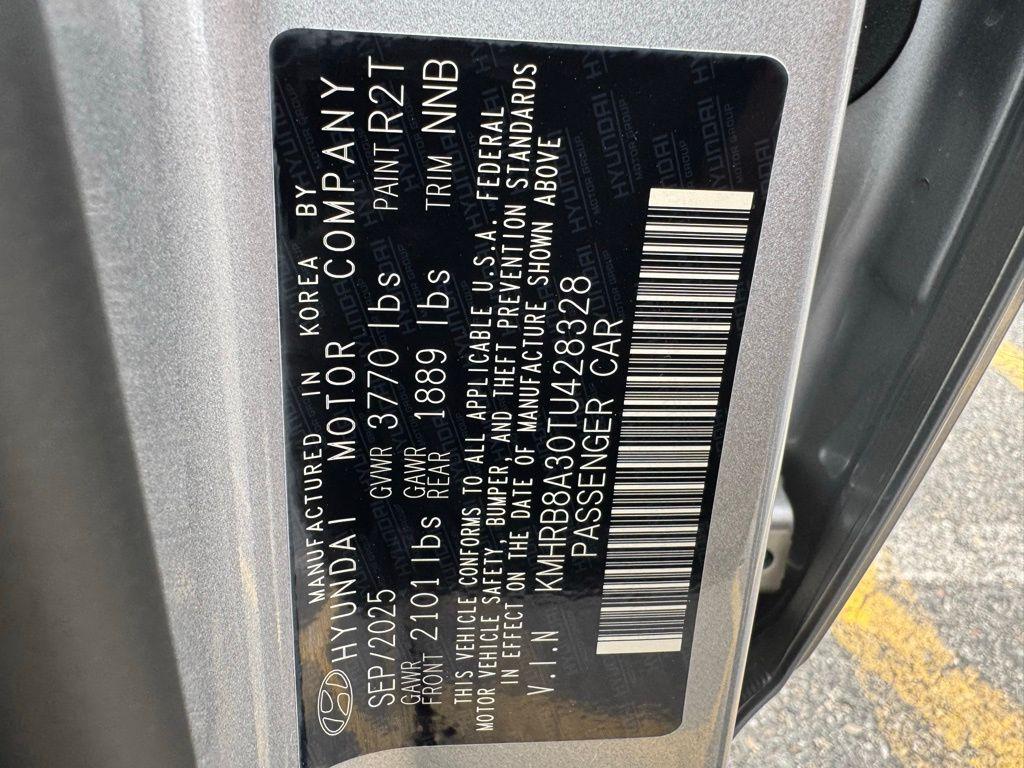 MANUFACTURED IN KOREA BY
HYUNDAI MOTOR COMPANY
SEP/2025 GVWR 3770 lbs PAINT R2T
GAWR FRONT 2101 lbs GAWR REAR 1889 lbs TRIM NNB
THIS VEHICLE CONFORMS TO ALL APPLICABLE U.S.A. FEDERAL
MOTOR VEHICLE SAFETY, BUMPER, AND THEFT PREVENTION STANDARDS
IN EFFECT ON THE DATE OF MANUFACTURE SHOWN ABOVE
V.I.N KMHRB8A30TU428328
PASSENGER CAR